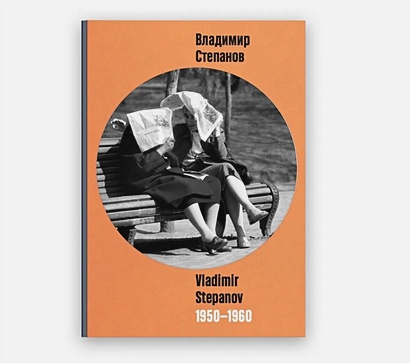 Владимир
Степанов
Vladimir
Stepanov
1950–1960